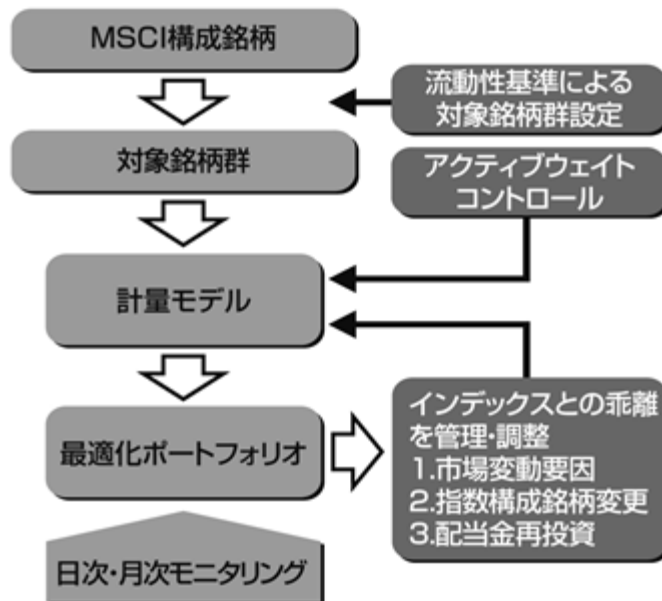 MSCI構成銘柄
流動性基準による
対象銘柄群設定
対象銘柄群
アクティブウェイト
コントロール
計量モデル
最適化ポートフォリオ
インデックスとの乖離
を管理・調整
1.市場変動要因
2.指数構成銘柄変更
3.配当金再投資
日次・月次モニタリング